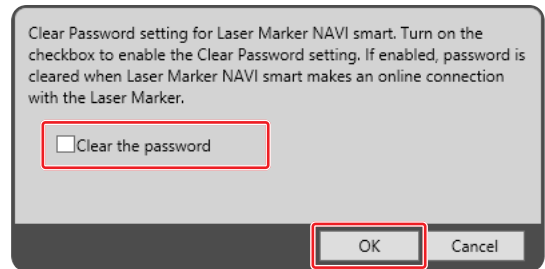 Clear Password setting for Laser Marker NAVI smart. Turn on the
checkbox to enable the Clear Password setting. If enabled, password is
cleared when Laser Marker NAVI smart makes an online connection
with the Laser Marker.
Clear the password
OK
Cancel